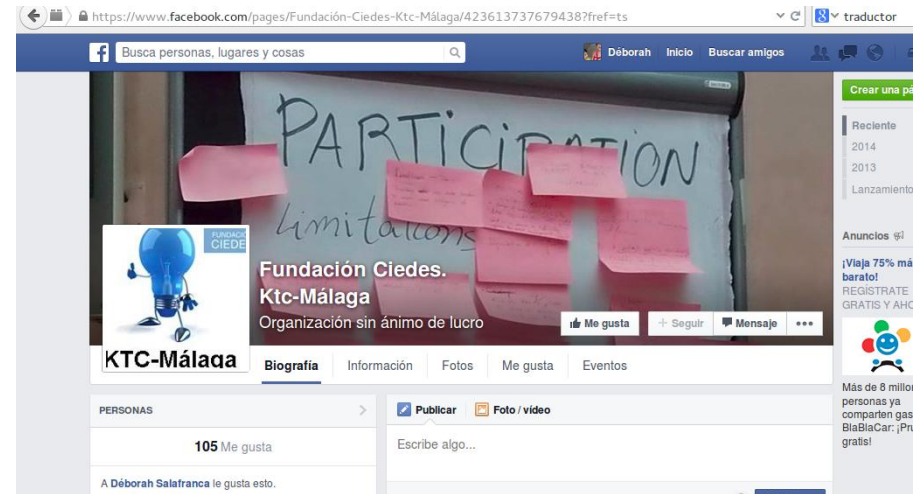 https://www.facebook.com/pages/Fundación-Ciedes-Ktc-Málaga/423613737679438?fref=ts
traductor
Busca personas, lugares y cosas
Déborah Inicio Buscar amigos
PARTICIPATION
Limitations
FUNDACI
CIEDE
KTC-Málaga
Fundación Ciedes.
Ktc-Málaga
Organización sin ánimo de lucro
Me gusta
+ Seguir
Mensaje
Biografía Información Fotos Me gusta Eventos
PERSONAS
105 Me gusta
A Déborah Salafranca le gusta esto.
Publicar Foto / vídeo
Escribe algo...
Crear una pá
Reciente
2014
2013
Lanzamiento
Anuncios
¡Viaja 75% má
barato!
REGÍSTRATE
GRATIS Y AHO
Más de 8 millon
personas ya
comparten gas
BlaBlaCar: ¡Pru
gratis!